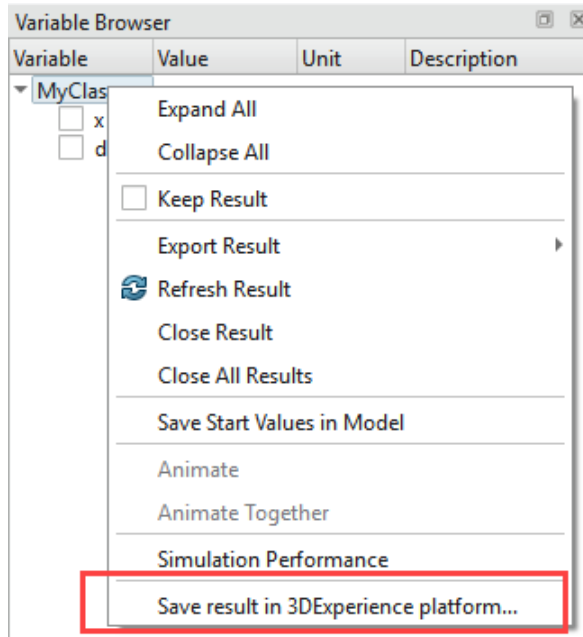 Variable Browser
Variable Value Unit Description
MyClas
x
d
Expand All
Collapse All
Keep Result
Export Result
Refresh Result
Close Result
Close All Results
Save Start Values in Model
Animate
Animate Together
Simulation Performance
Save result in 3DExperience platform...